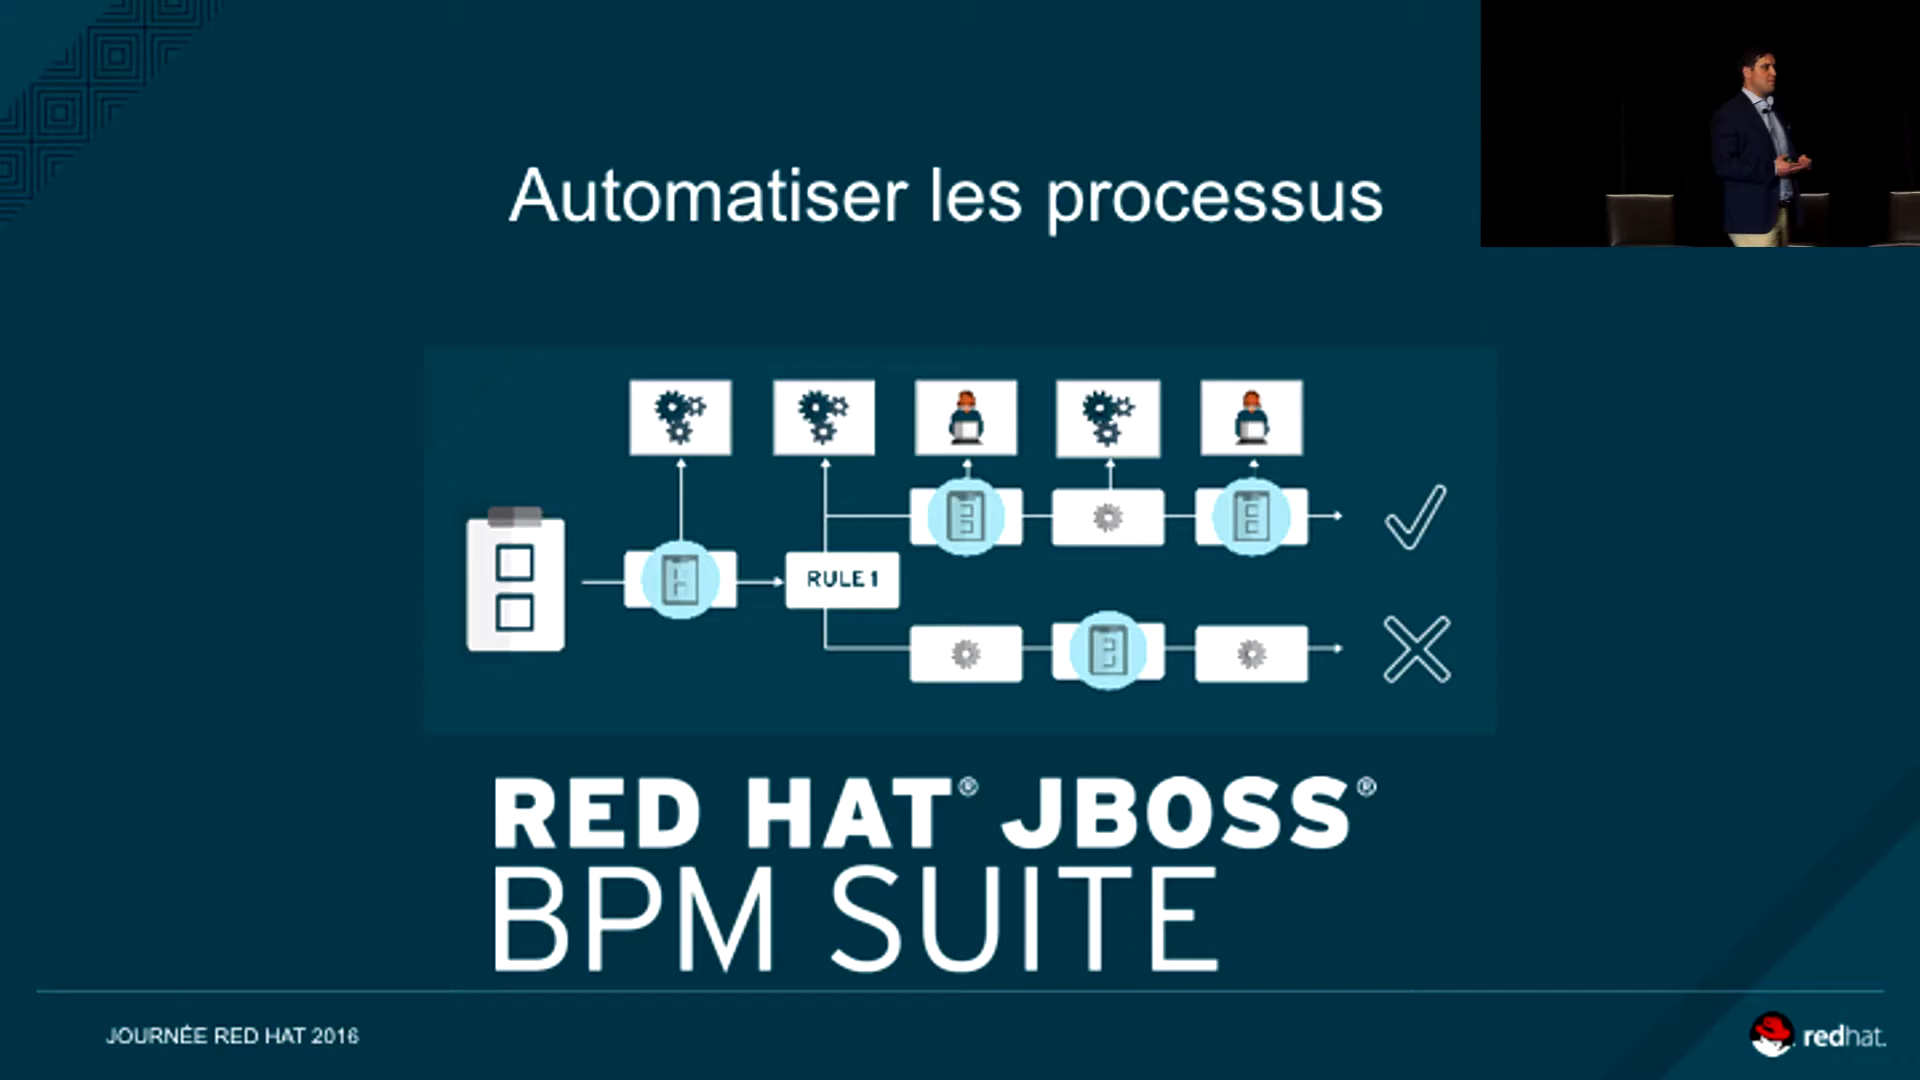 Automatiser les processus
RULE 1
RED HAT® JBOSS®
BPM SUITE
JOURNÉE RED HAT 2016
redhat.